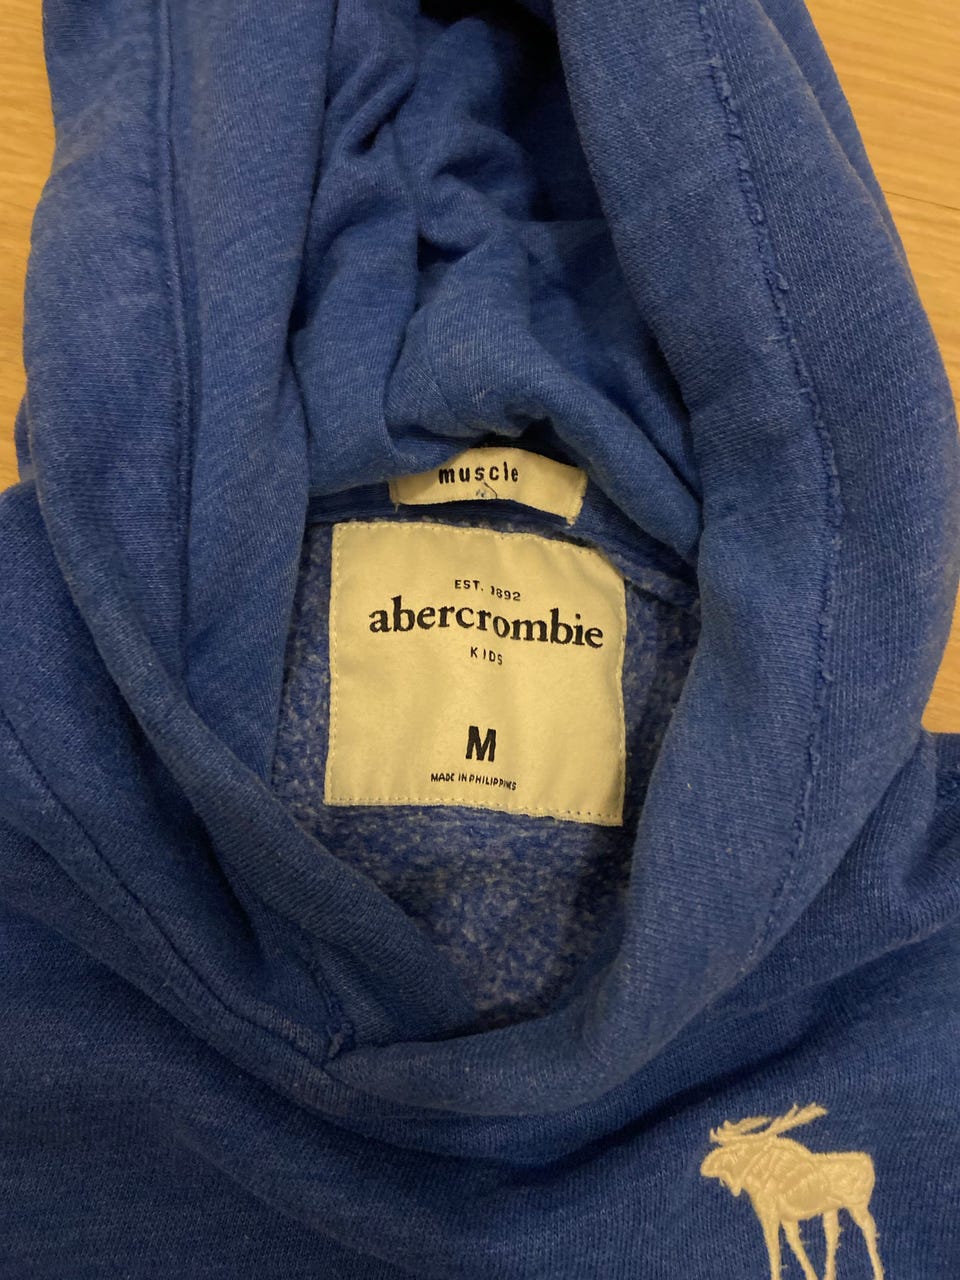 muscle
EST. 1892
abercrombie
KIDS
M
MADE IN PHILIPPINES